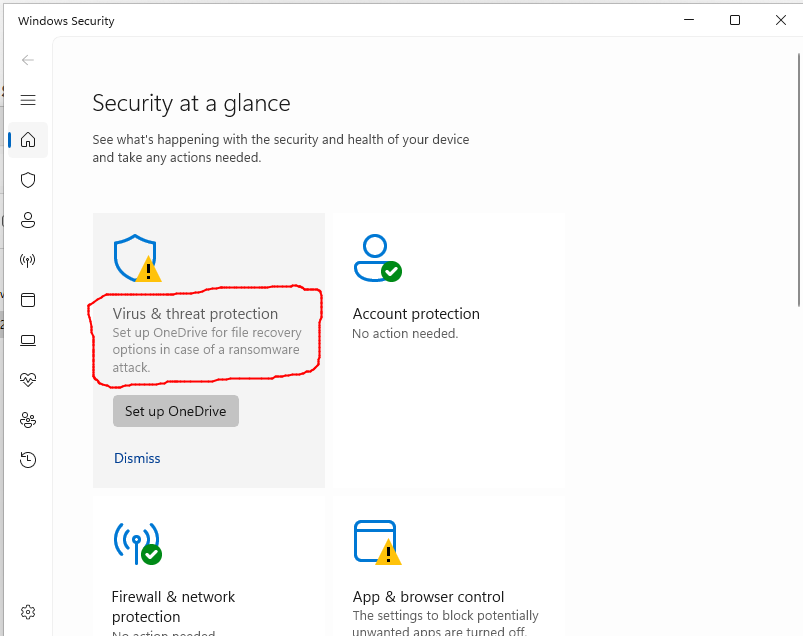 Windows Security
Security at a glance
See what's happening with the security and health of your device
and take any actions needed.
Virus & threat protection
Set up OneDrive for file recovery
options in case of a ransomware
attack.
Set up OneDrive
Dismiss
Account protection
No action needed.
Firewall & network
protection
No action needed.
App & browser control
The settings to block potentially
unwanted apps are turned off.